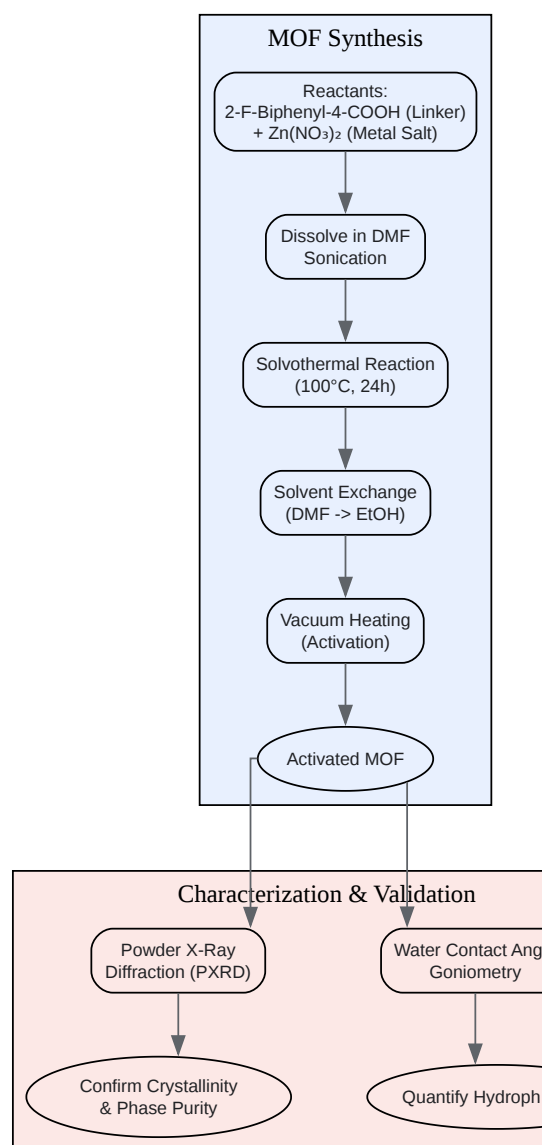 MOF Synthesis
Reactants:
2-F-Biphenyl-4-COOH (Linker)
+ Zn(NO₃)₂ (Metal Salt)
Dissolve in DMF
Sonication
Solvothermal Reaction
(100°C, 24h)
Solvent Exchange
(DMF -> EtOH)
Vacuum Heating
(Activation)
Activated MOF
Characterization & Validation
Powder X-Ray
Diffraction (PXRD)
Water Contact
Goniometry
Confirm Crystallinity
& Phase Purity
Quantify